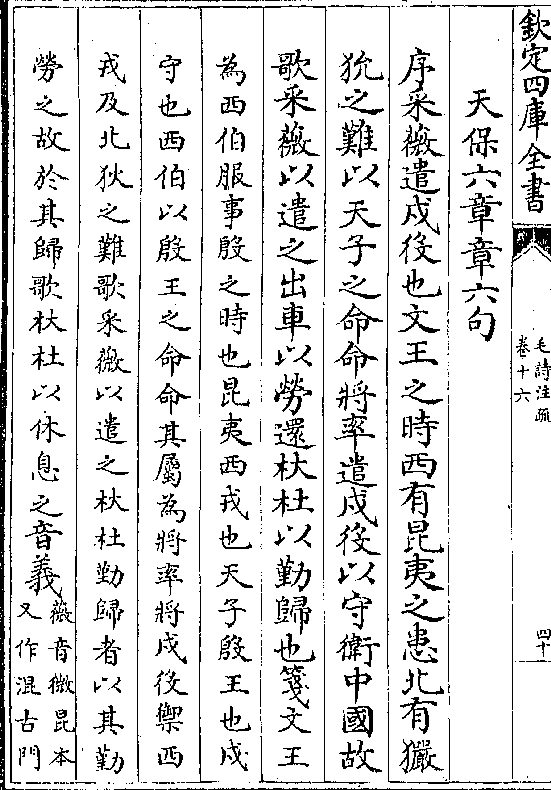 欽定四庫全書
毛詩注疏
卷十六
四十
天保六章章六句
序采薇遣戍役也文王之時西有昆夷之患北有玁
狁之難以天子之命命將率遣戍役以守衛中國故
歌采薇以遣之出車以勞還杕杜以勤歸也箋文王
為西伯服事殷之時也昆夷西戎也天子殷王也戍
守也西伯以殷王之命命其屬為將率將戍役禦西
戎及北狄之難歌采薇以遣之杕杜勤歸者以其勤
勞之故於其歸歌杕杜以休息之音義
薇音微昆本
又作混古門